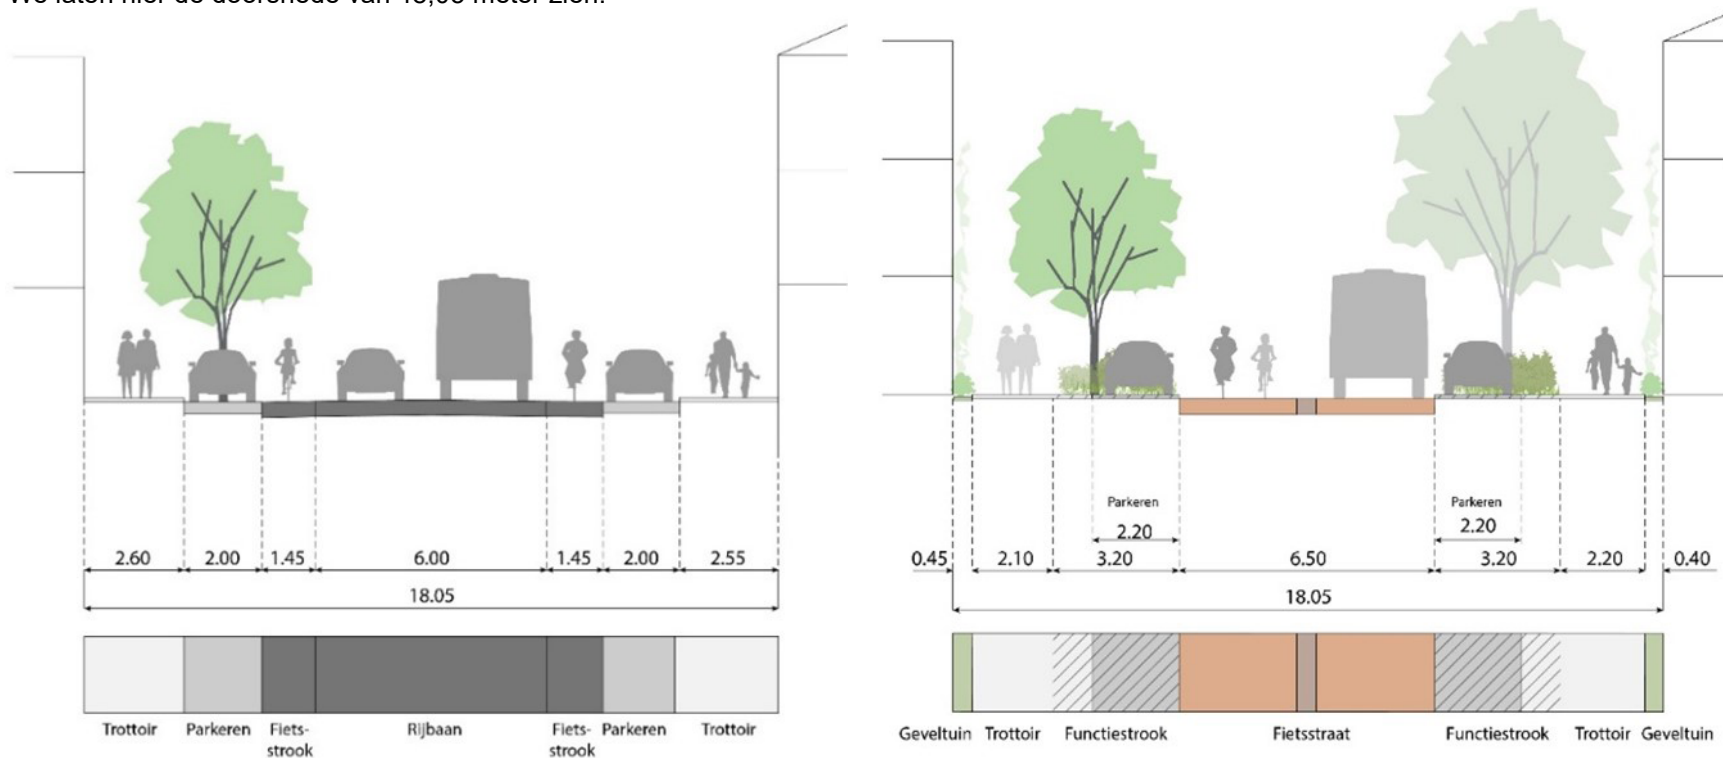 Parkeren
Parkeren
2.20
2.20
2.60 2.00 1.45 6.00 1.45 2.00 2.55
0.45 2.10 3.20 6.50 3.20 2.20 0.40
18.05
18.05
Trottoir Parkeren Fiets- Rijbaan Fiets- Parkeren Trottoir
strook strook
Geveltuin Trottoir Functiestrook Fietsstraat Functiestrook Trottoir Geveltuin